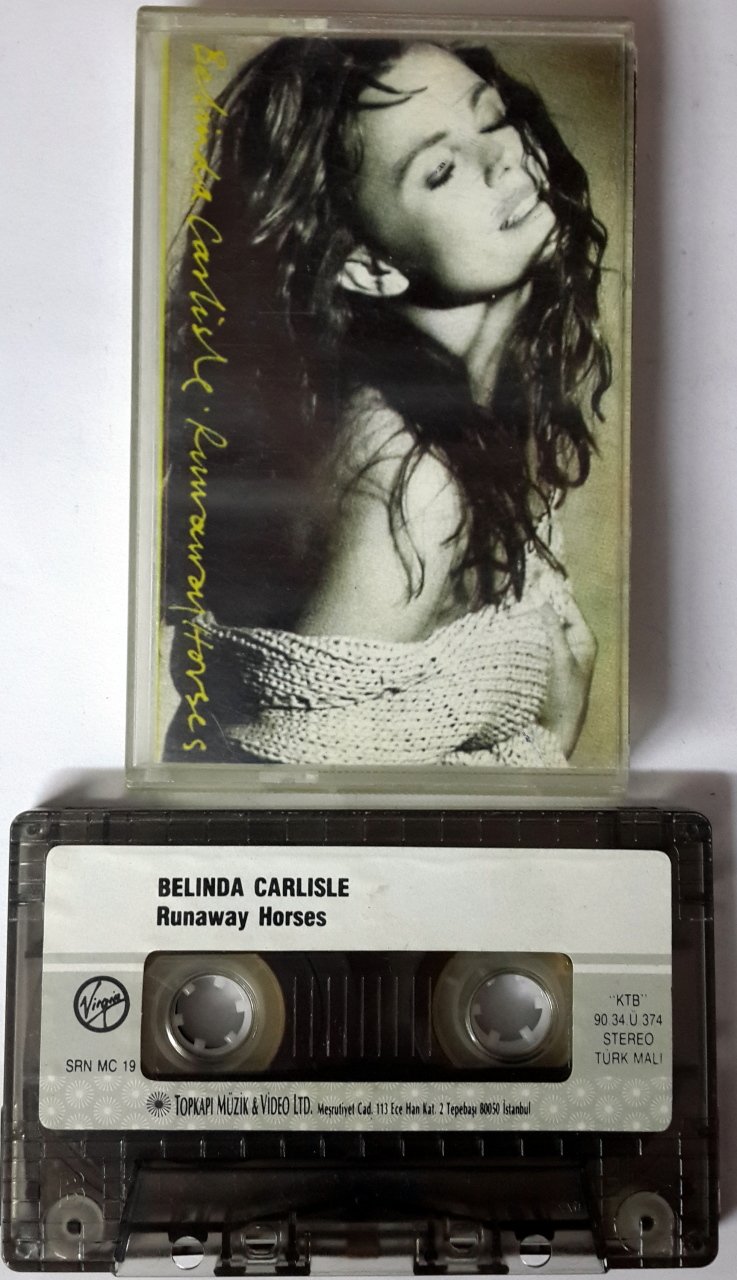 Belinda Carlisle · Runaway Horses
BELINDA CARLISLE
Runaway Horses
Virgin
SRN MC 19
"KTB"
90 34 Ü 374
STEREO
TÜRK MALI
TOPKAPI MÜZİK & VİDEO LTD. Meşrutiyet Cad. 113 Ece Han Kat. 2 Tepebaşı 80050 İstanbul